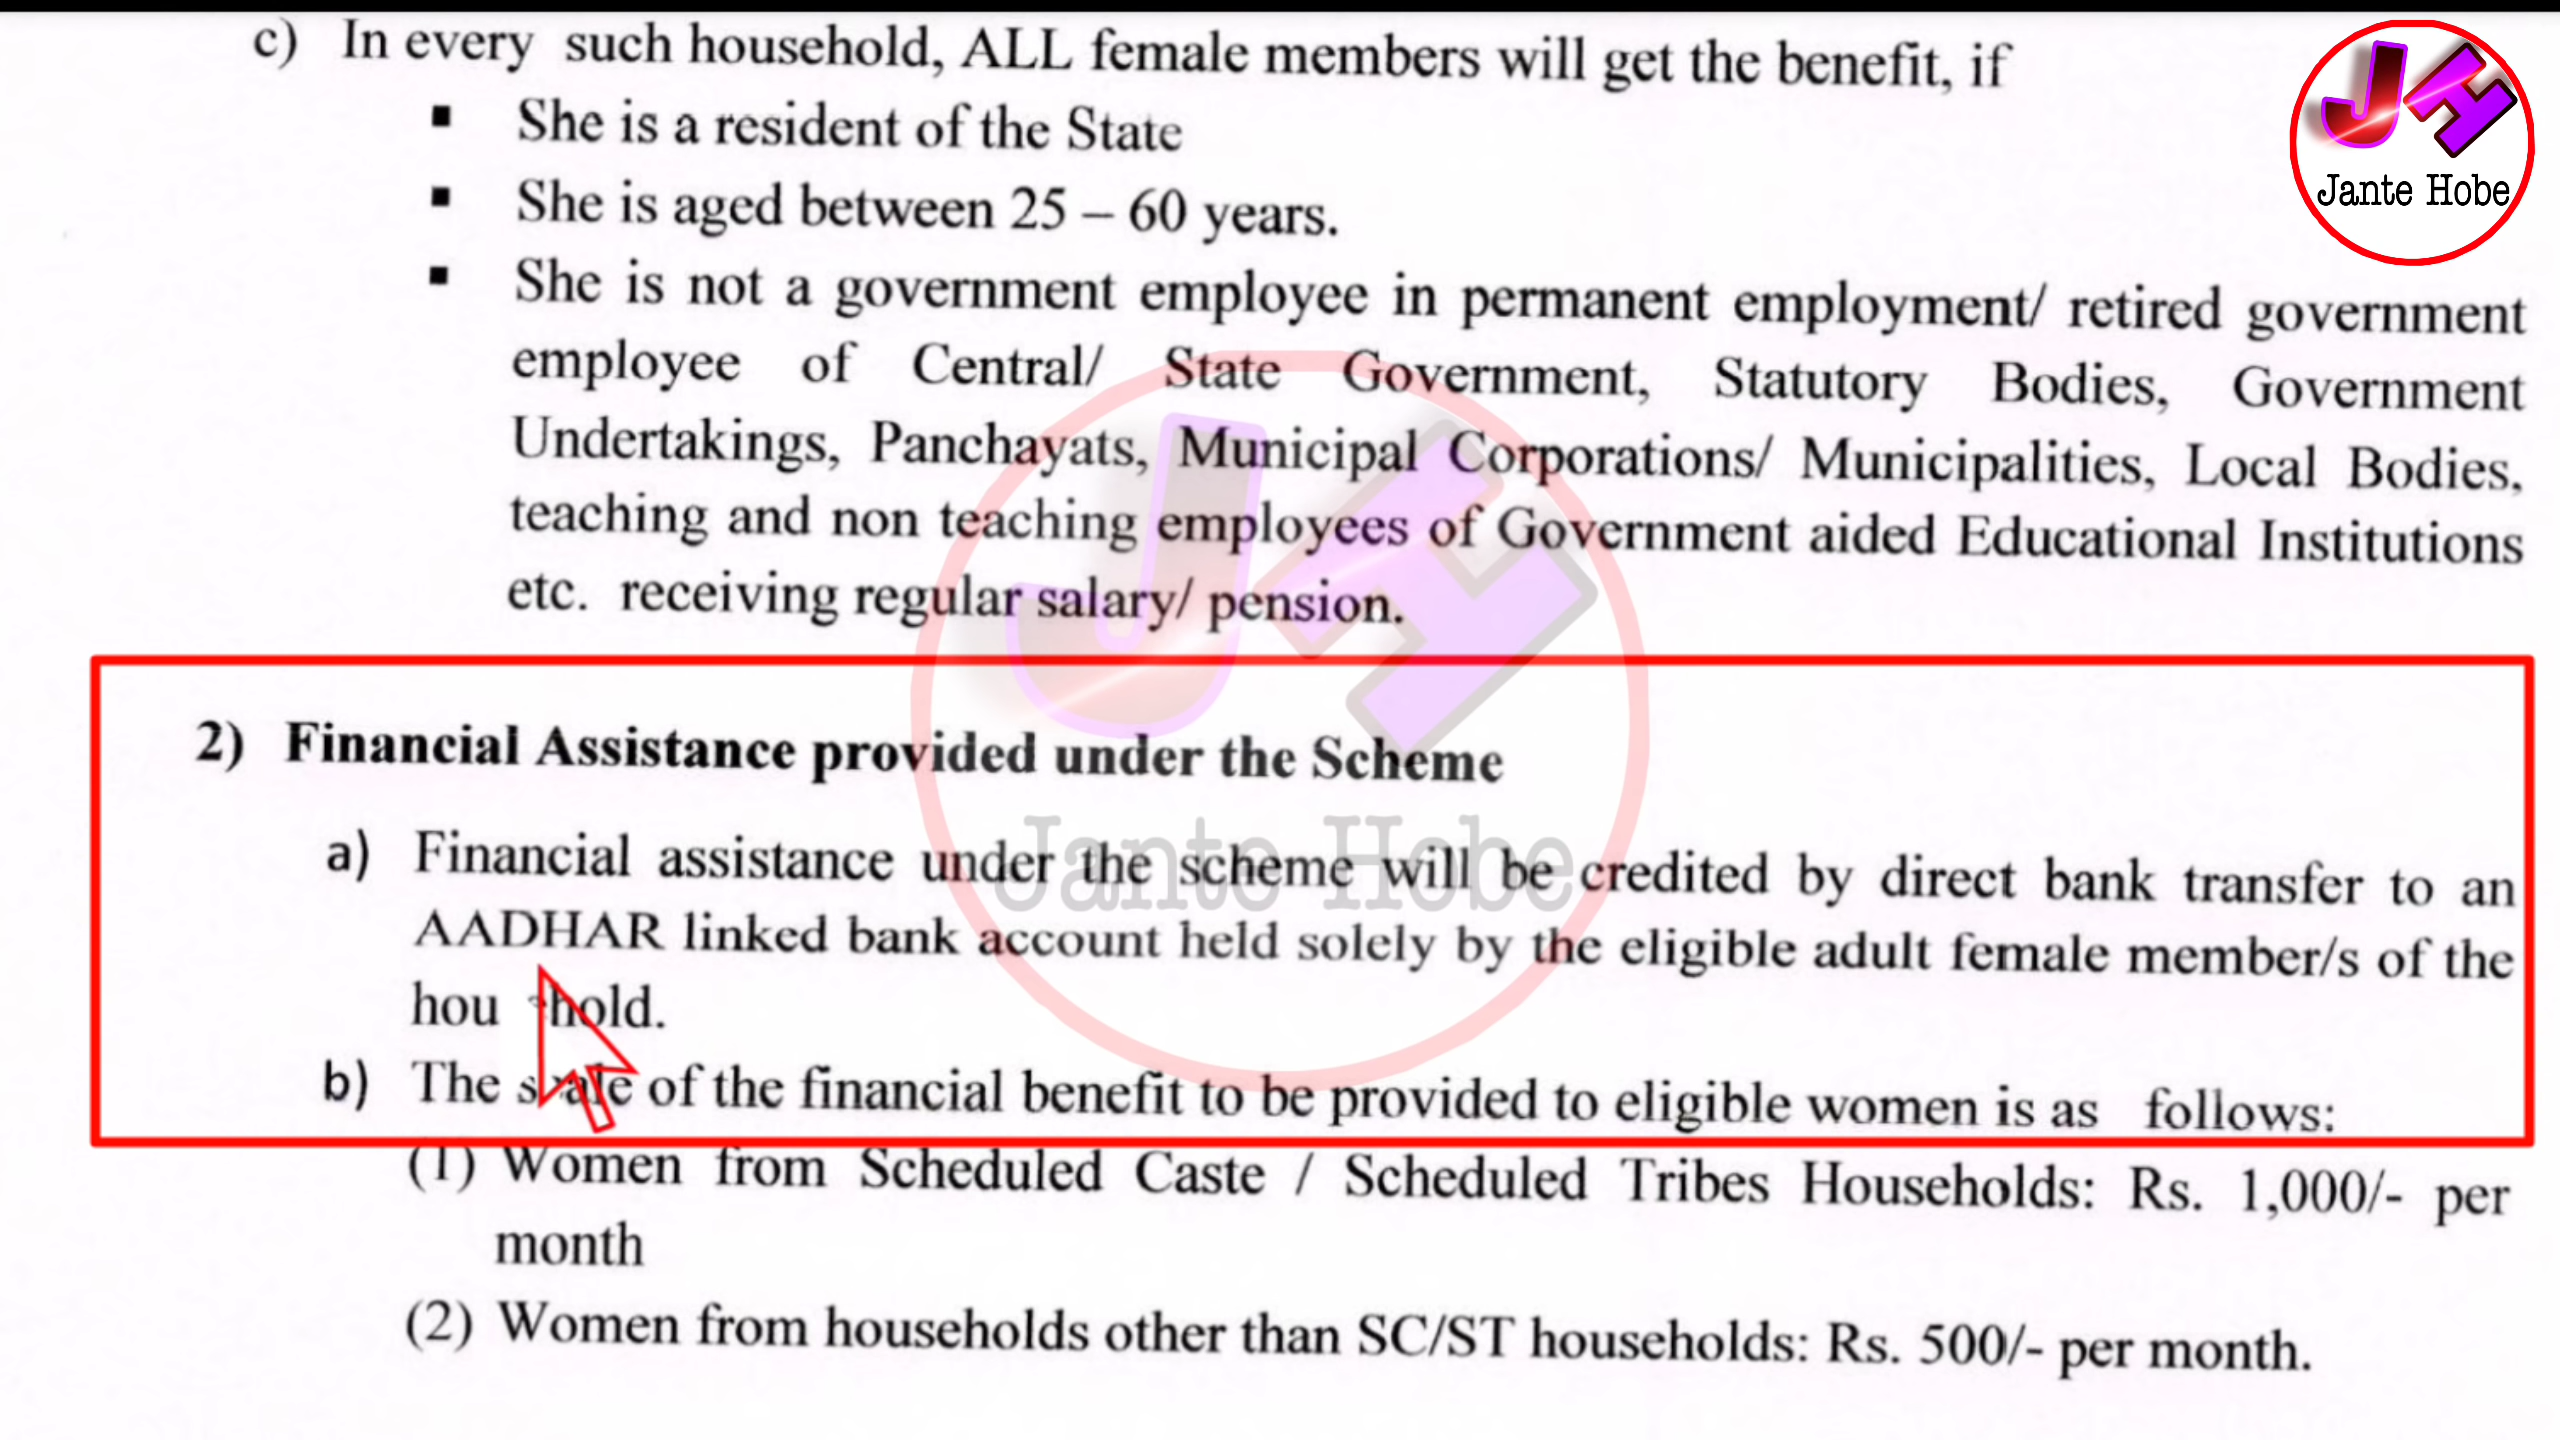 c) In every such household, ALL female members will get the benefit, if
Jante Hobe
▪ She is a resident of the State
▪ She is aged between 25 – 60 years.
▪ She is not a government employee in permanent employment/ retired government
employee of Central/ State Government, Statutory Bodies, Government
Undertakings, Panchayats, Municipal Corporations/ Municipalities, Local Bodies,
teaching and non teaching employees of Government aided Educational Institutions
etc. receiving regular salary/ pension.
2) Financial Assistance provided under the Scheme
a) Financial assistance under the scheme will be credited by direct bank transfer to an
Jante Hobe
AADHAR linked bank account held solely by the eligible adult female member/s of the
household.
b) The scale of the financial benefit to be provided to eligible women is as follows:
(1) Women from Scheduled Caste / Scheduled Tribes Households: Rs. 1,000/- per
month
(2) Women from households other than SC/ST households: Rs. 500/- per month.